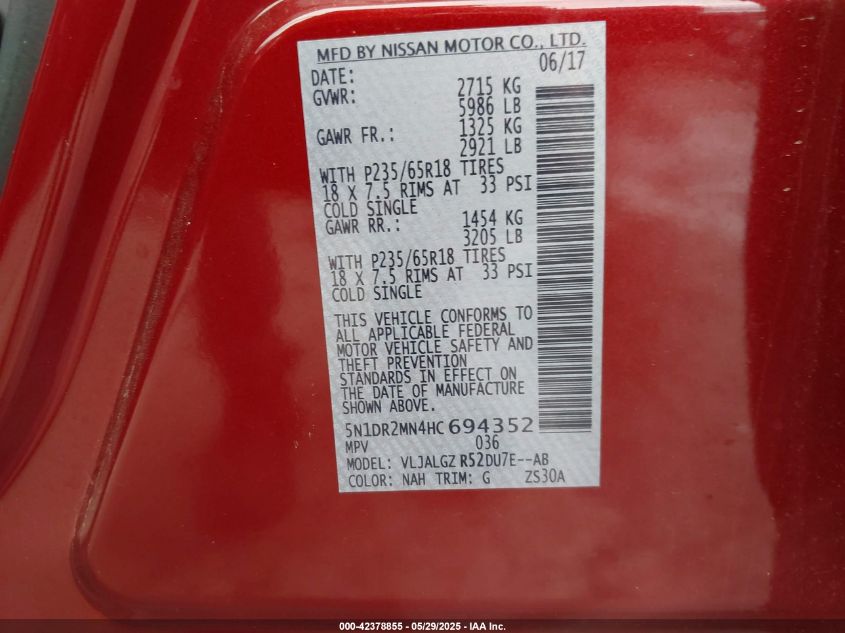 MFD BY NISSAN MOTOR CO., LTD.
DATE: 06/17
GVWR: 2715 KG
5986 LB
GAWR FR.: 1325 KG
2921 LB
WITH P235/65R18 TIRES
18 X 7.5 RIMS AT 33 PSI
COLD SINGLE
GAWR RR.: 1454 KG
3205 LB
WITH P235/65R18 TIRES
18 X 7.5 RIMS AT 33 PSI
COLD SINGLE
THIS VEHICLE CONFORMS TO
ALL APPLICABLE FEDERAL
MOTOR VEHICLE SAFETY AND
THEFT PREVENTION
STANDARDS IN EFFECT ON
THE DATE OF MANUFACTURE
SHOWN ABOVE.
5N1DR2MN4HC694352
MPV 036
MODEL: VLJALGZ R52DU7E--AB
COLOR: NAH TRIM: G ZS30A
000-42378855 | 05/29/2025 - IAA Inc.